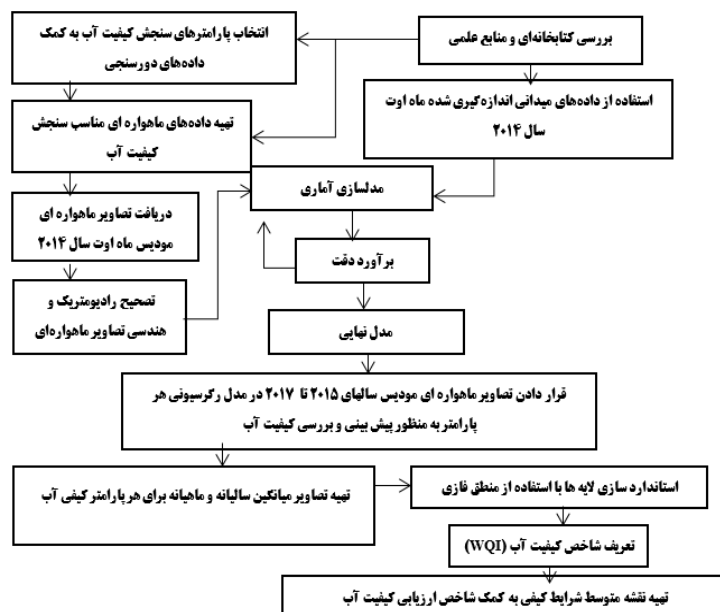 بررسی کتابخانه‌ای و منابع علمی
انتخاب پارامترهای سنجش کیفیت آب به کمک
داده‌های دورسنجی
استفاده از داده‌های میدانی اندازه‌گیری شده ماه اوت
سال ۲۰۱۴
تهیه داده‌های ماهواره ای مناسب سنجش
کیفیت آب
مدلسازی آماری
دریافت تصاویر ماهواره ای
مودیس ماه اوت سال ۲۰۱۴
برآورد دقت
تصحیح رادیومتریک و
هندسی تصاویر ماهواره‌ای
مدل نهایی
قرار دادن تصاویر ماهواره ای مودیس سالهای ۲۰۱۵ تا ۲۰۱۷ در مدل رگرسیونی هر
پارامتر به منظور پیش بینی و بررسی کیفیت آب
تهیه تصاویر میانگین سالیانه و ماهیانه برای هر پارامتر کیفی آب
استاندارد سازی لایه ها با استفاده از منطق فازی
تعریف شاخص کیفیت آب (WQI)
تهیه نقشه متوسط شرایط کیفی به کمک شاخص ارزیابی کیفیت آب